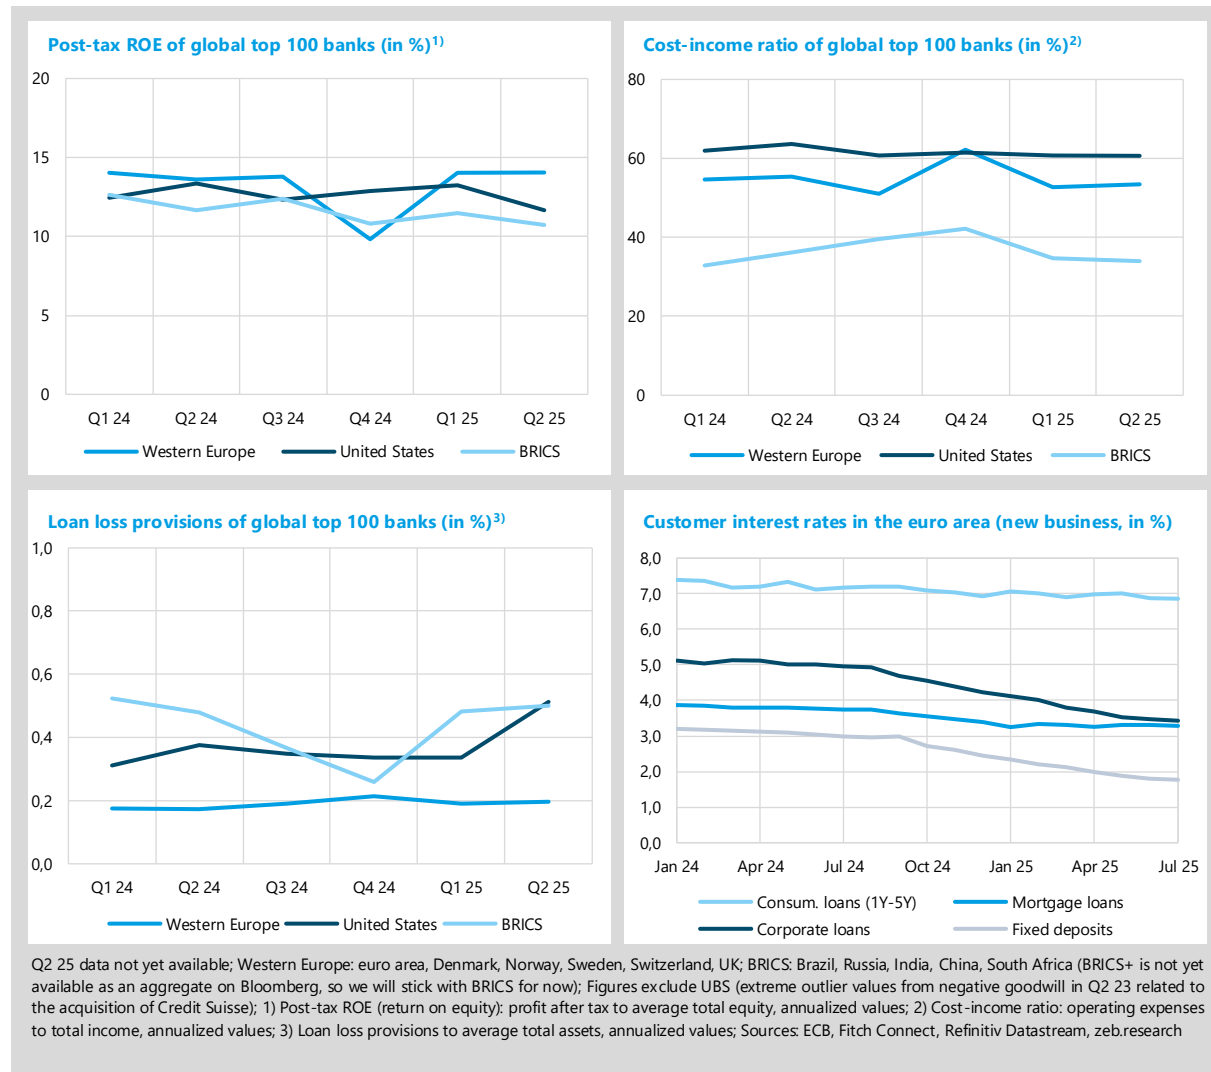 Post-tax ROE of global top 100 banks (in %)1)
20
15
10
5
0
Q1 24 Q2 24 Q3 24 Q4 24 Q1 25 Q2 25
Western Europe United States BRICS
Cost-income ratio of global top 100 banks (in %)2)
80
60
40
20
0
Q1 24 Q2 24 Q3 24 Q4 24 Q1 25 Q2 25
Western Europe United States BRICS
Loan loss provisions of global top 100 banks (in %)3)
1,0
0,8
0,6
0,4
0,2
0,0
Q1 24 Q2 24 Q3 24 Q4 24 Q1 25 Q2 25
Western Europe United States BRICS
Customer interest rates in the euro area (new business, in %)
8,0
7,0
6,0
5,0
4,0
3,0
2,0
1,0
0,0
Jan 24 Apr 24 Jul 24 Oct 24 Jan 25 Apr 25 Jul 25
Consum. loans (1Y-5Y) Mortgage loans
Corporate loans Fixed deposits
Q2 25 data not yet available; Western Europe: euro area, Denmark, Norway, Sweden, Switzerland, UK; BRICS: Brazil, Russia, India, China, South Africa (BRICS+ is not yet
available as an aggregate on Bloomberg, so we will stick with BRICS for now); Figures exclude UBS (extreme outlier values from negative goodwill in Q2 23 related to
the acquisition of Credit Suisse); 1) Post-tax ROE (return on equity): profit after tax to average total equity, annualized values; 2) Cost-income ratio: operating expenses
to total income, annualized values; 3) Loan loss provisions to average total assets, annualized values; Sources: ECB, Fitch Connect, Refinitiv Datastream, zeb.research